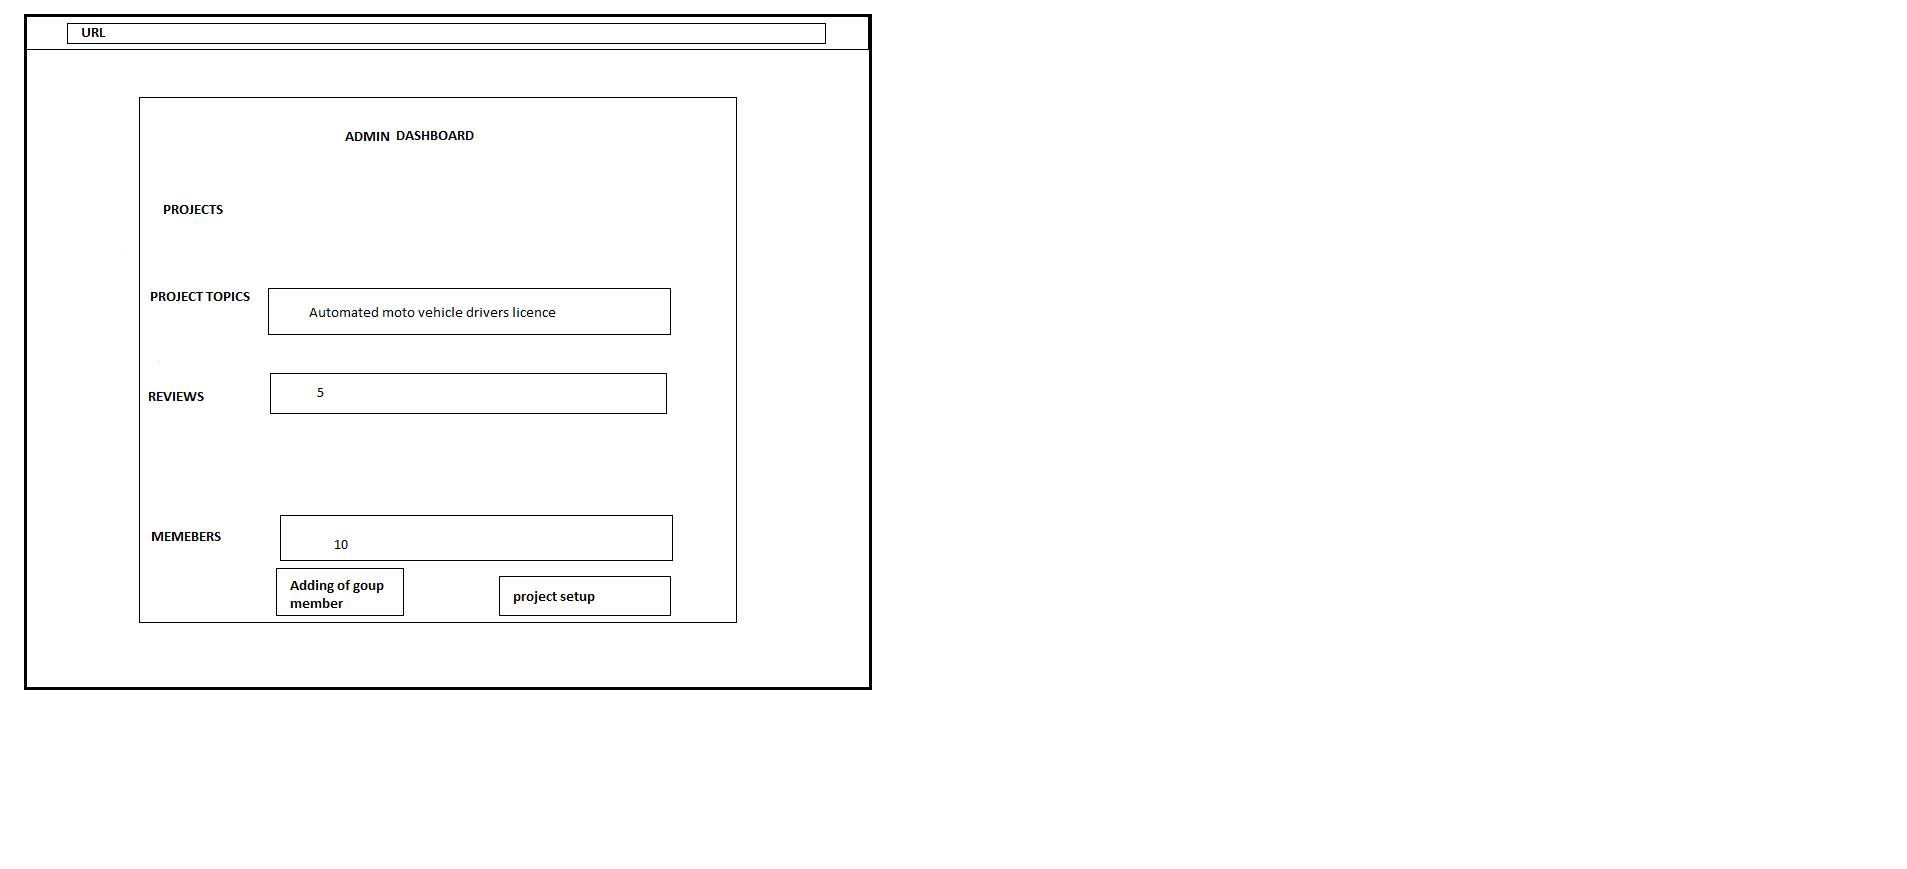 URL
ADMIN DASHBOARD
PROJECTS
PROJECT TOPICS
Automated moto vehicle drivers licence
REVIEWS
5
MEMEBERS
10
Adding of goup
member
project setup